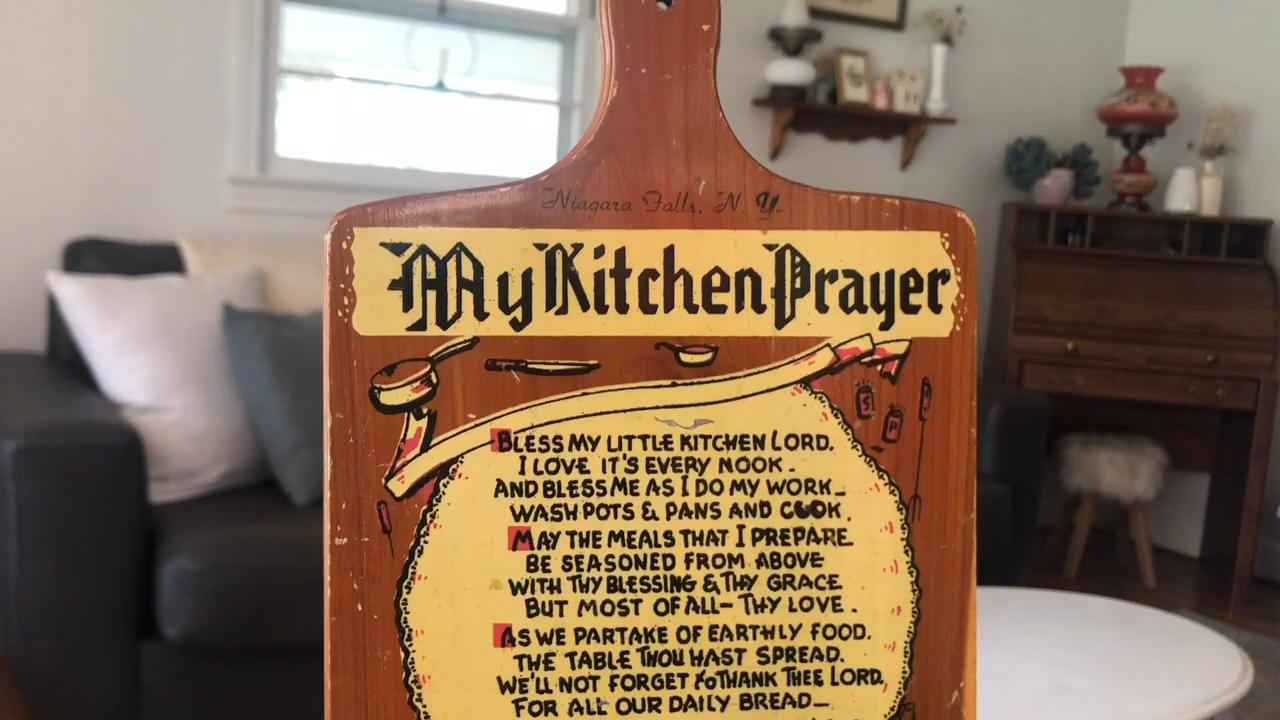 Niagara Falls, N. Y.
My Kitchen Prayer
S
P
BLESS MY LITTLE KITCHEN LORD.
I LOVE IT'S EVERY NOOK.
AND BLESS ME AS I DO MY WORK_
WASH POTS & PANS AND COOK.
MAY THE MEALS THAT I PREPARE
BE SEASONED FROM ABOVE
WITH THY BLESSING & THY GRACE
BUT MOST OF ALL- THY LOVE.
AS WE PARTAKE OF EARTHLY FOOD.
THE TABLE THOU HAST SPREAD.
WE'LL NOT FORGET to THANK THEE LORD,
FOR ALL OUR DAILY BREAD_